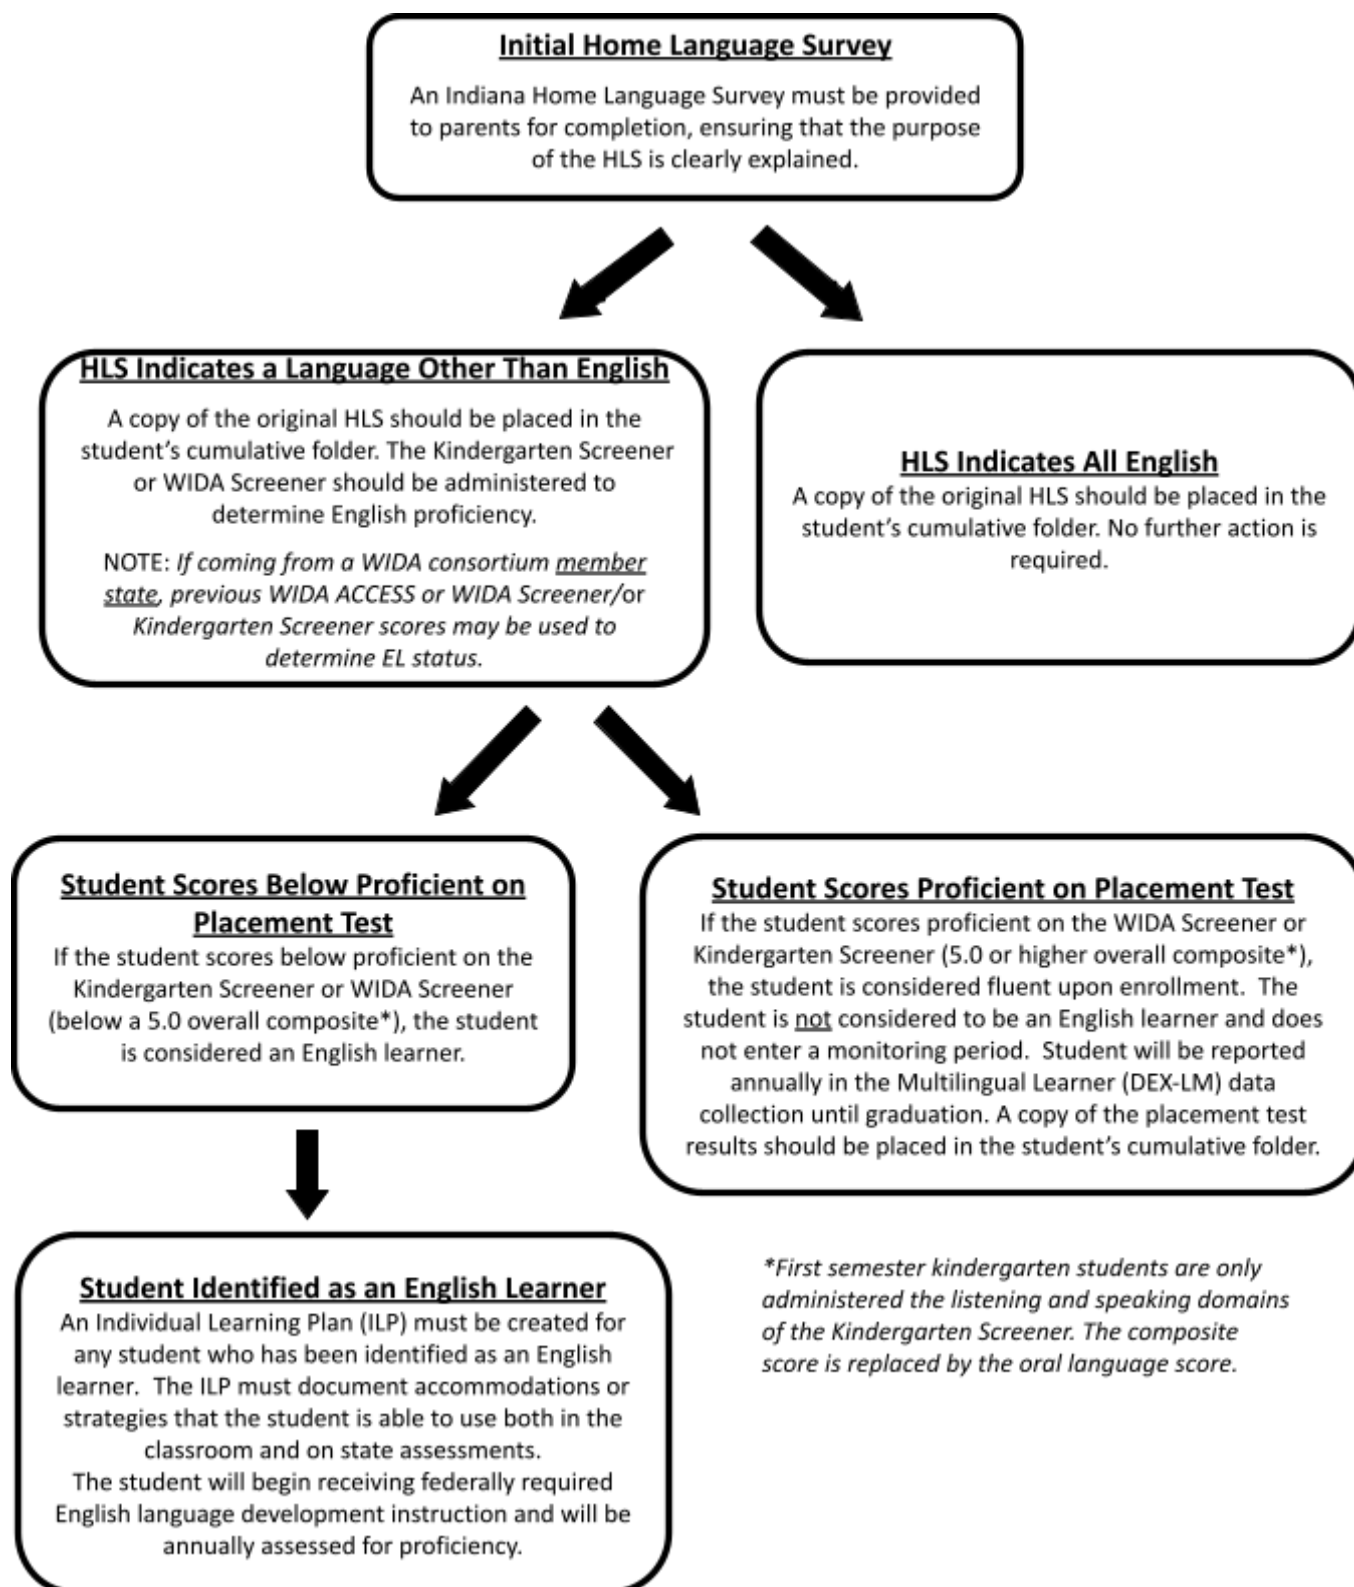 Initial Home Language Survey
An Indiana Home Language Survey must be provided
to parents for completion, ensuring that the purpose
of the HLS is clearly explained.
HLS Indicates a Language Other Than English
A copy of the original HLS should be placed in the
student’s cumulative folder. The Kindergarten Screener
or WIDA Screener should be administered to
determine English proficiency.
NOTE: If coming from a WIDA consortium member
state, previous WIDA ACCESS or WIDA Screener/or
Kindergarten Screener scores may be used to
determine EL status.
HLS Indicates All English
A copy of the original HLS should be placed in the
student’s cumulative folder. No further action is
required.
Student Scores Below Proficient on
Placement Test
If the student scores below proficient on the
Kindergarten Screener or WIDA Screener
(below a 5.0 overall composite*), the student
is considered an English learner.
Student Scores Proficient on Placement Test
If the student scores proficient on the WIDA Screener or
Kindergarten Screener (5.0 or higher overall composite*),
the student is considered fluent upon enrollment.  The
student is not considered to be an English learner and does
not enter a monitoring period.  Student will be reported
annually in the Multilingual Learner (DEX-LM) data
collection until graduation. A copy of the placement test
results should be placed in the student’s cumulative folder.
Student Identified as an English Learner
An Individual Learning Plan (ILP) must be created for
any student who has been identified as an English
learner.  The ILP must document accommodations or
strategies that the student is able to use both in the
classroom and on state assessments.
The student will begin receiving federally required
English language development instruction and will be
annually assessed for proficiency.
*First semester kindergarten students are only
administered the listening and speaking domains
of the Kindergarten Screener. The composite
score is replaced by the oral language score.